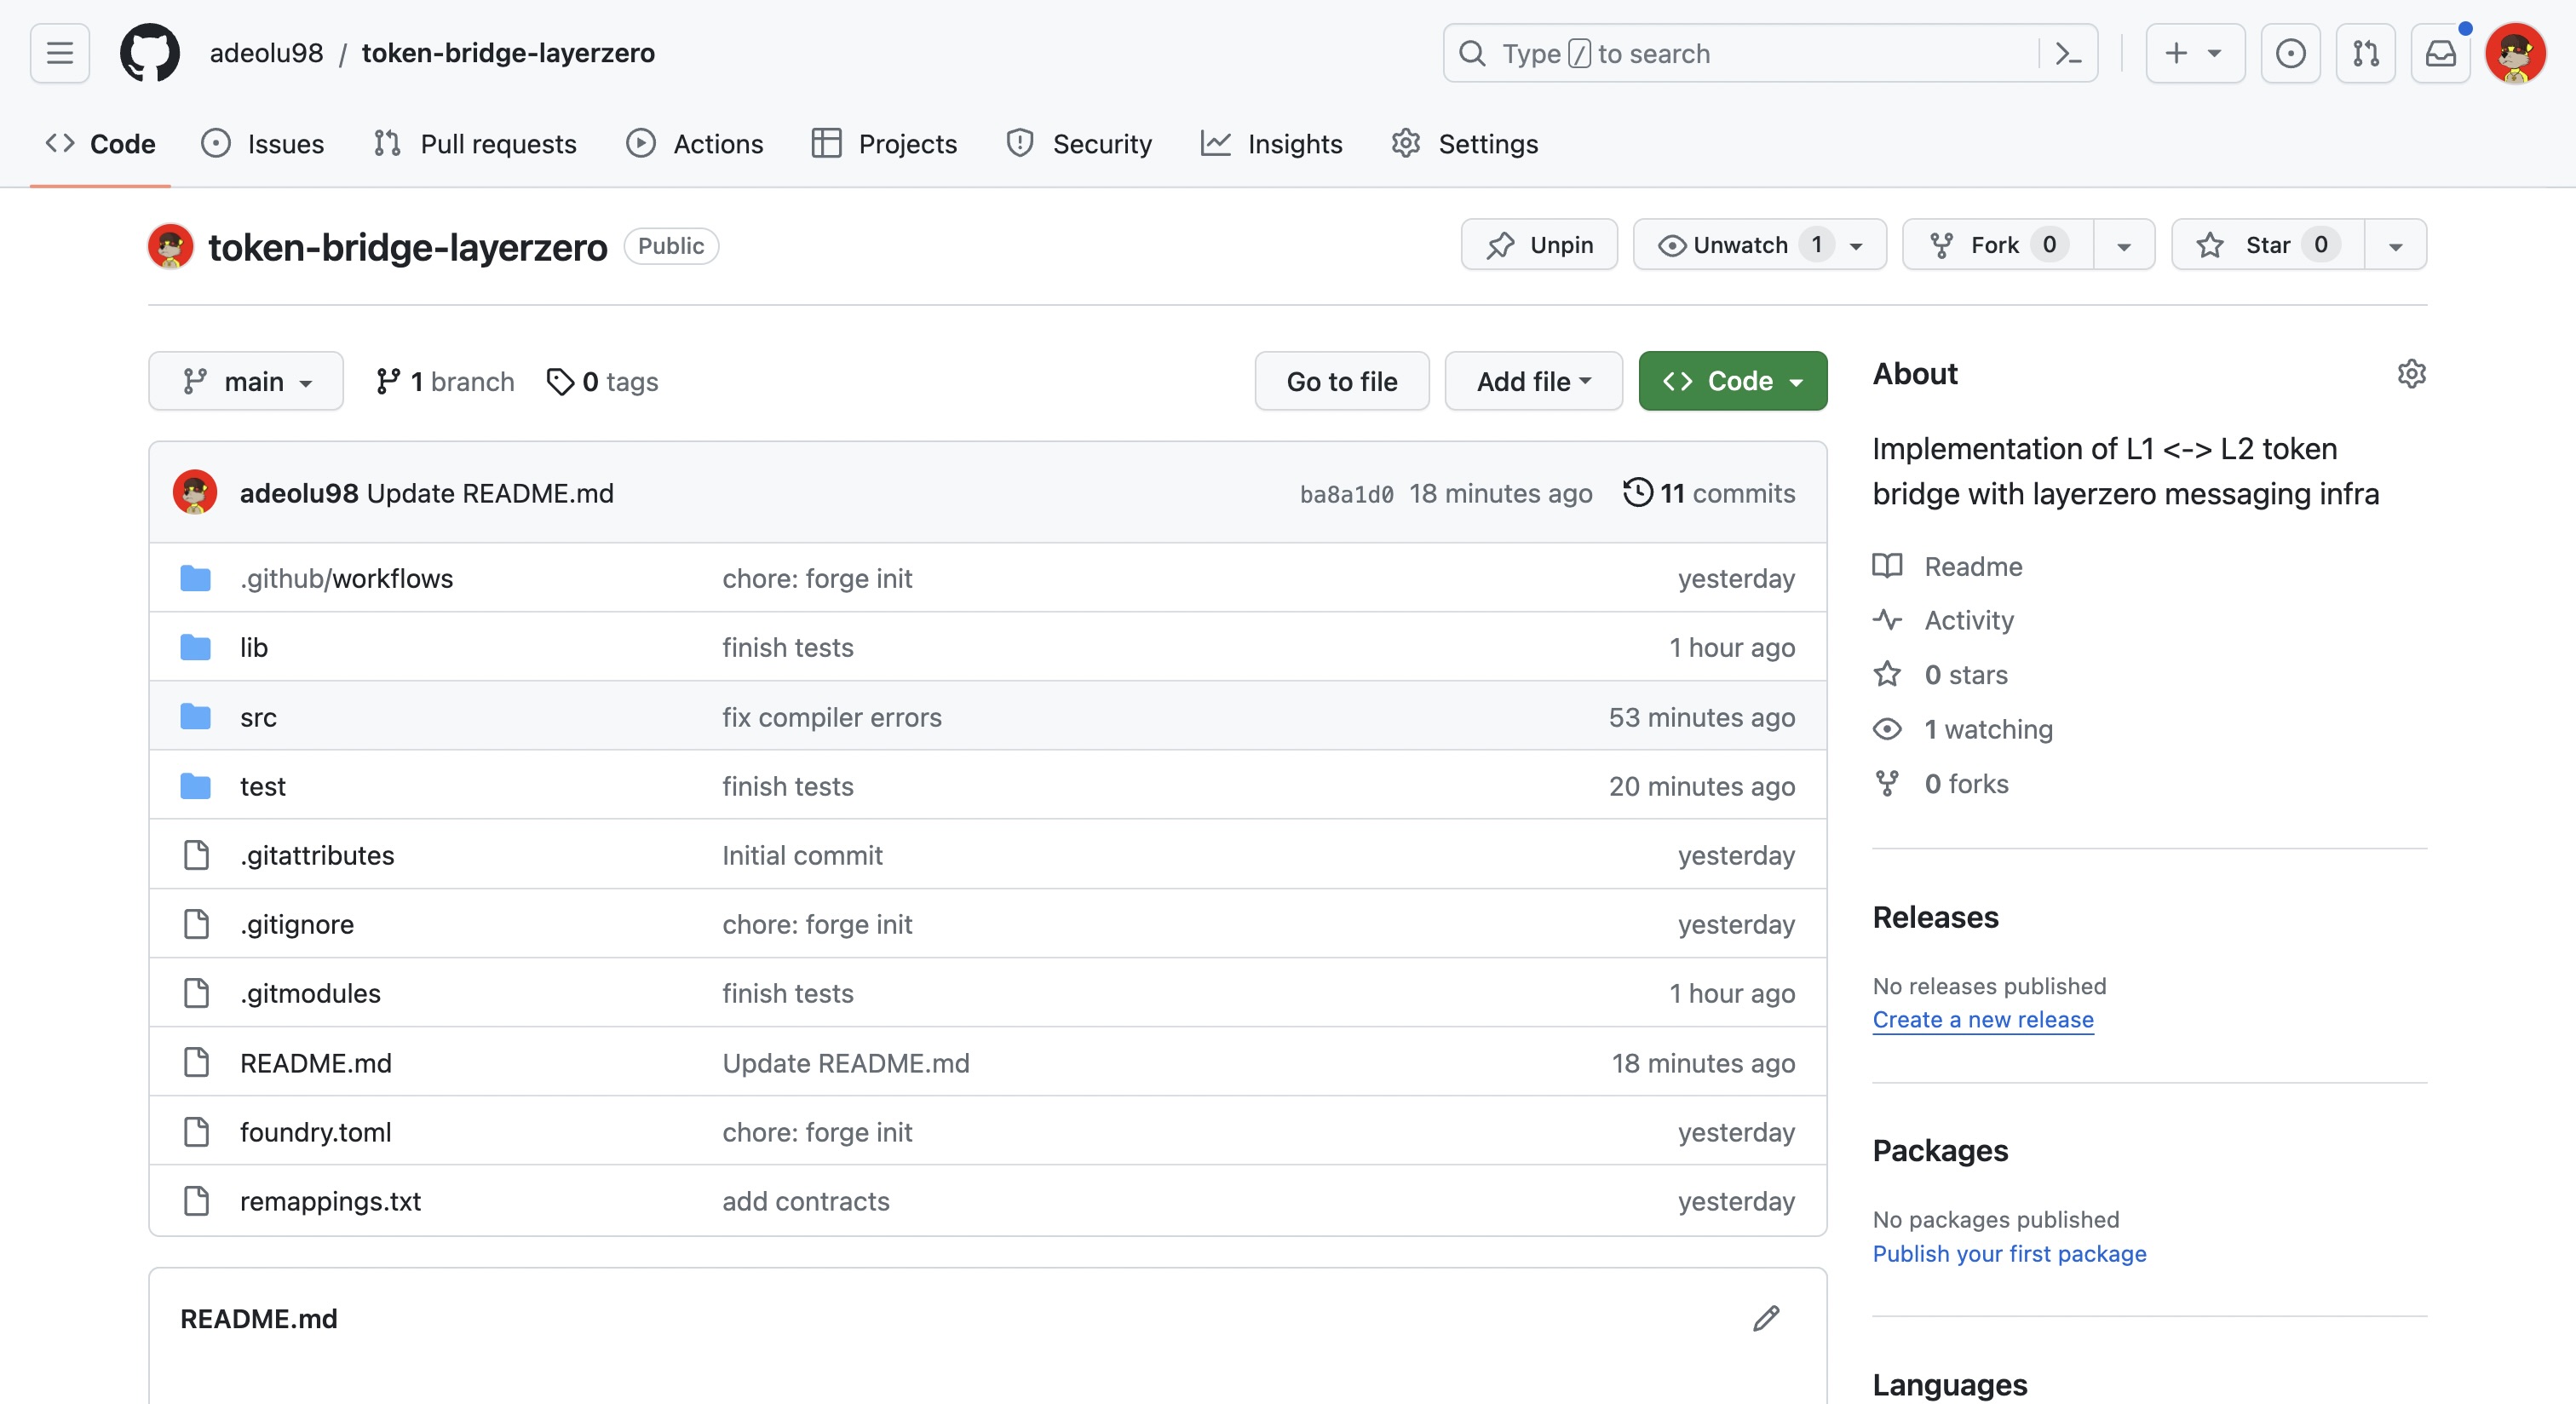 adeolu98 / token-bridge-layerzero
Type / to search
Code Issues Pull requests Actions Projects Security Insights Settings
token-bridge-layerzero Public
Unpin Unwatch 1 Fork 0 Star 0
main 1 branch 0 tags Go to file Add file Code
adeolu98 Update README.md ba8a1d0 18 minutes ago 11 commits
.github/workflows chore: forge init yesterday
lib finish tests 1 hour ago
src fix compiler errors 53 minutes ago
test finish tests 20 minutes ago
.gitattributes Initial commit yesterday
.gitignore chore: forge init yesterday
.gitmodules finish tests 1 hour ago
README.md Update README.md 18 minutes ago
foundry.toml chore: forge init yesterday
remappings.txt add contracts yesterday
README.md
About
Implementation of L1 <-> L2 token
bridge with layerzero messaging infra
Readme
Activity
0 stars
1 watching
0 forks
Releases
No releases published
Create a new release
Packages
No packages published
Publish your first package
Languages